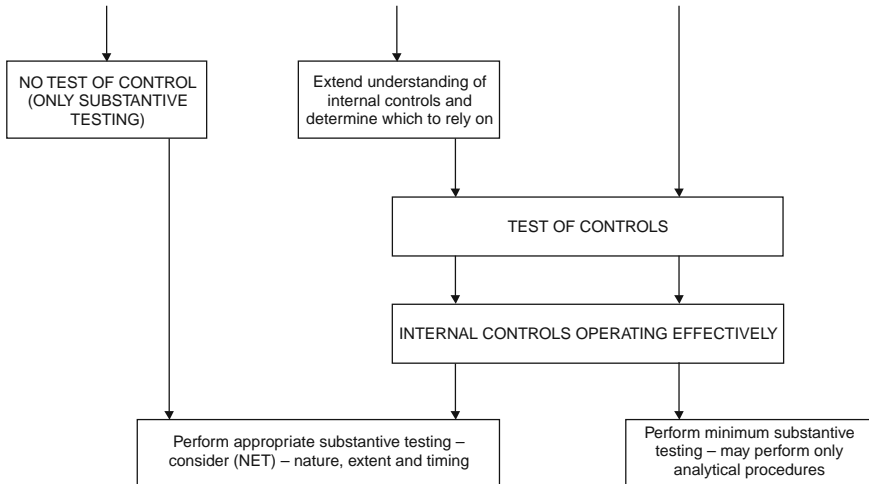 NO TEST OF CONTROL
(ONLY SUBSTANTIVE
TESTING)
Extend understanding of
internal controls and
determine which to rely on
TEST OF CONTROLS
INTERNAL CONTROLS OPERATING EFFECTIVELY
Perform appropriate substantive testing –
consider (NET) – nature, extent and timing
Perform minimum substantive
testing – may perform only
analytical procedures